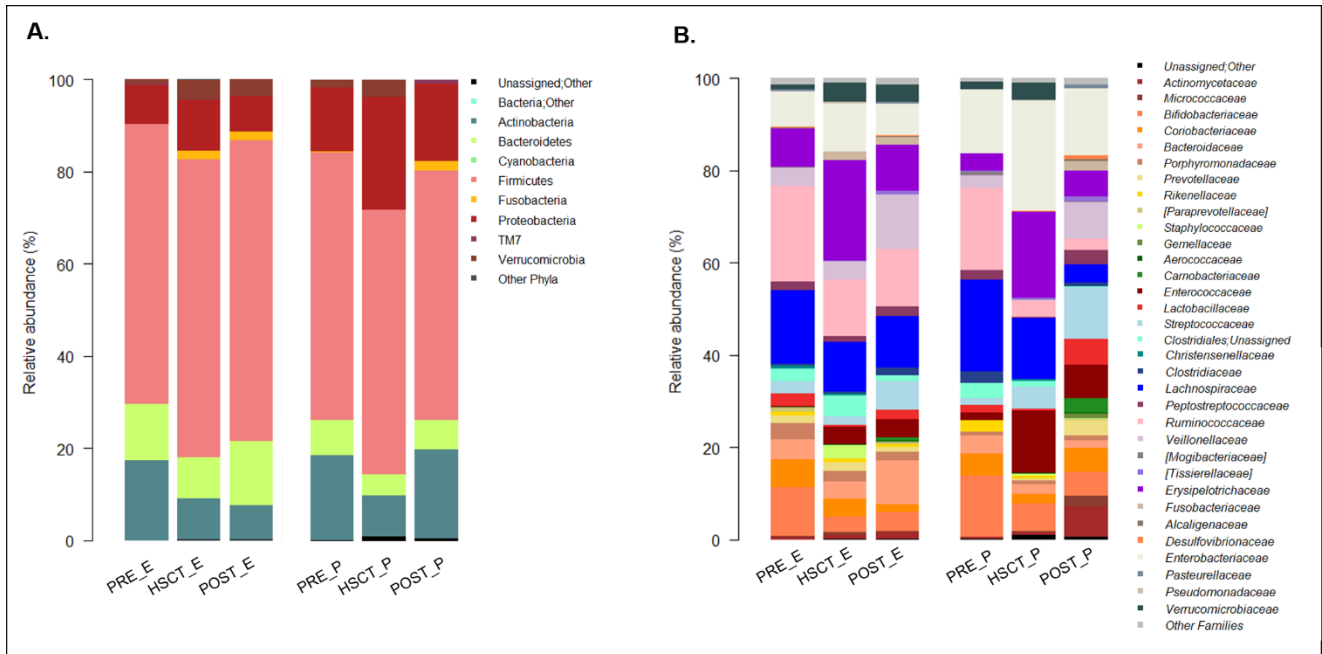 A.
100
80
60
40
20
0
Relative abundance (%)
PRE_E
HSCT_E
POST_E
PRE_P
HSCT_P
POST_P
Unassigned;Other
Bacteria;Other
Actinobacteria
Bacteroidetes
Cyanobacteria
Firmicutes
Fusobacteria
Proteobacteria
TM7
Verrucomicrobia
Other Phyla
B.
100
80
60
40
20
0
Relative abundance (%)
PRE_E
HSCT_E
POST_E
PRE_P
HSCT_P
POST_P
Unassigned;Other
Actinomycetaceae
Micrococcaceae
Bifidobacteriaceae
Coriobacteriaceae
Bacteroidaceae
Porphyromonadaceae
Prevotellaceae
Rikenellaceae
[Paraprevotellaceae]
Staphylococcaceae
Gemellaceae
Aerococcaceae
Carnobacteriaceae
Enterococcaceae
Lactobacillaceae
Streptococcaceae
Clostridiales;Unassigned
Christensenellaceae
Clostridiaceae
Lachnospiraceae
Peptostreptococcaceae
Ruminococcaceae
Veillonellaceae
[Mogibacteriaceae]
[Tissierellaceae]
Erysipelotrichaceae
Fusobacteriaceae
Alcaligenaceae
Desulfovibrionaceae
Enterobacteriaceae
Pasteurellaceae
Pseudomonadaceae
Verrucomicrobiaceae
Other Families